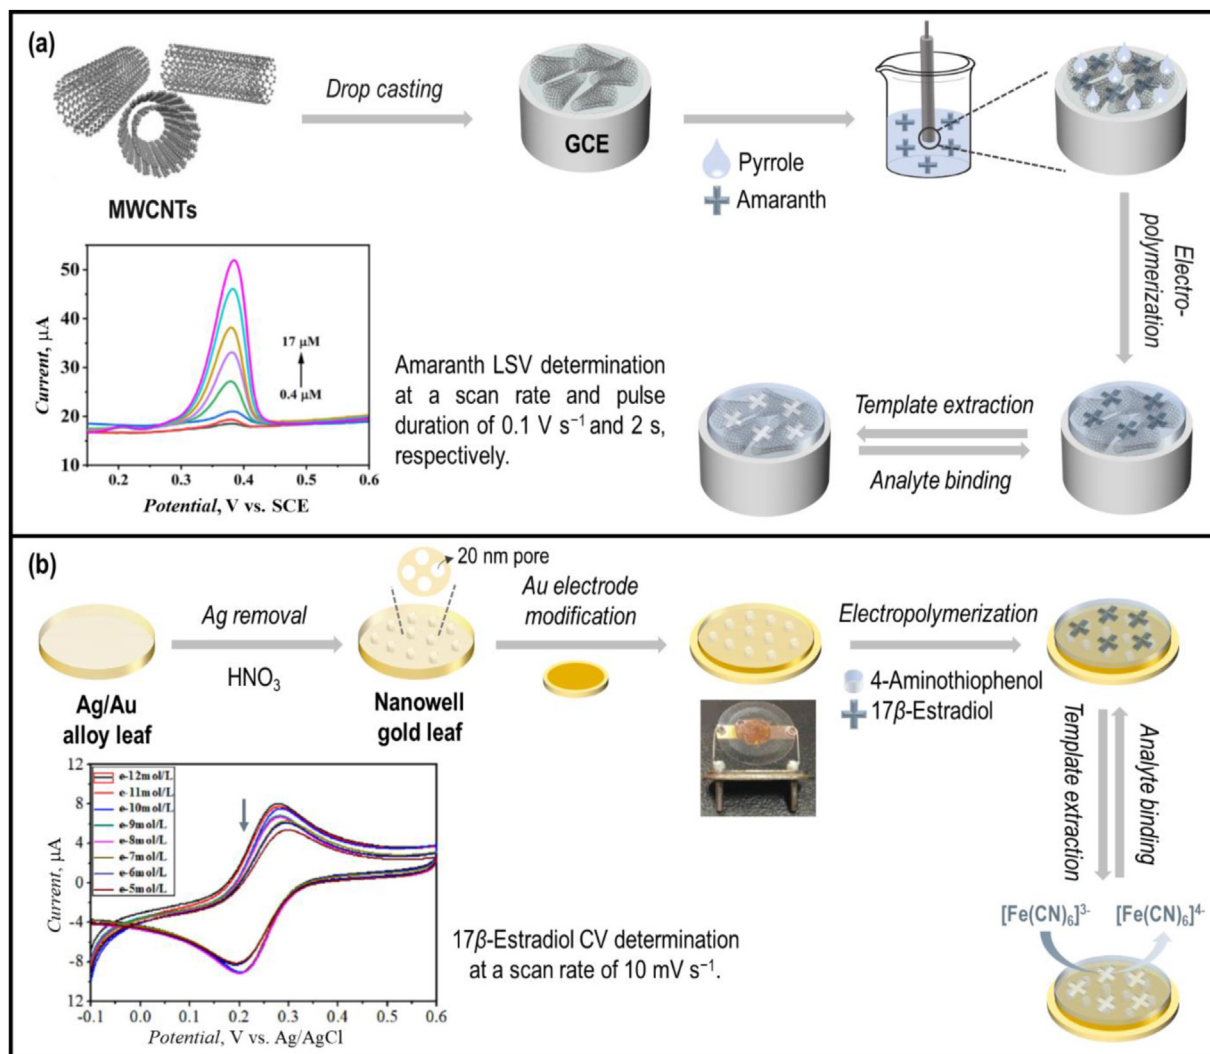 (a)
Drop casting
GCE
Pyrrole
Amaranth
MWCNTs
Electro-
polymerization
50
40
30
20
10
0.2
0.3
0.4
0.5
0.6
Current, µA
Potential, V vs. SCE
17 µM
0.4 µM
Amaranth LSV determination
at a scan rate and pulse
duration of 0.1 V s⁻¹ and 2 s,
respectively.
Template extraction
Analyte binding
(b)
20 nm pore
Ag removal
HNO₃
Au electrode
modification
Electropolymerization
4-Aminothiophenol
17β-Estradiol
Ag/Au
alloy leaf
Nanowell
gold leaf
Template extraction
Analyte binding
12
8
4
0
-4
-8
12
-0.1
0.0
0.1
0.2
0.3
0.4
0.5
0.6
Current, µA
Potential, V vs. Ag/AgCl
e-12mol/L
e-11mol/L
e-10mol/L
e-9mol/L
e-8mol/L
e-7mol/L
e-6mol/L
e-5mol/L
17β-Estradiol CV determination
at a scan rate of 10 mV s⁻¹.
[Fe(CN)₆]³⁻
[Fe(CN)₆]⁴⁻